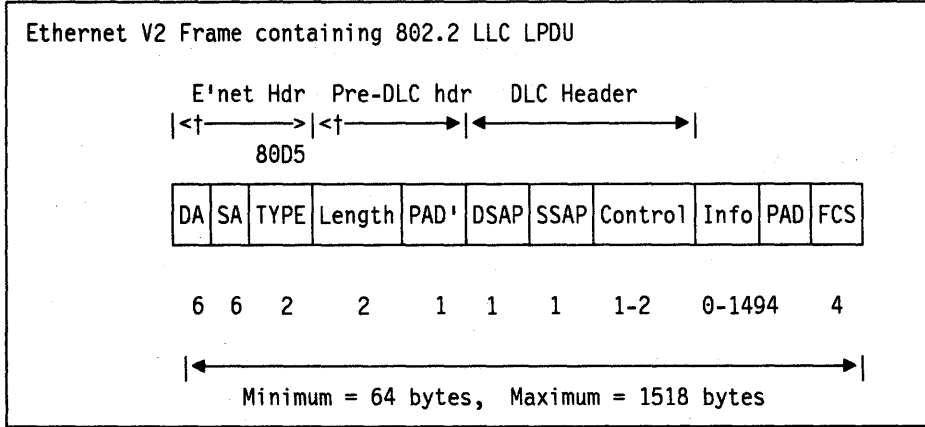 Ethernet V2 Frame containing 802.2 LLC LPDU
E'net Hdr Pre-DLC hdr DLC Header
|<†———————>|<†———————►|◄———————————————►|
80D5
DA SA TYPE Length PAD' DSAP SSAP Control Info PAD FCS
6 6 2 2 1 1 1 1-2 0-1494 4
Minimum = 64 bytes, Maximum = 1518 bytes